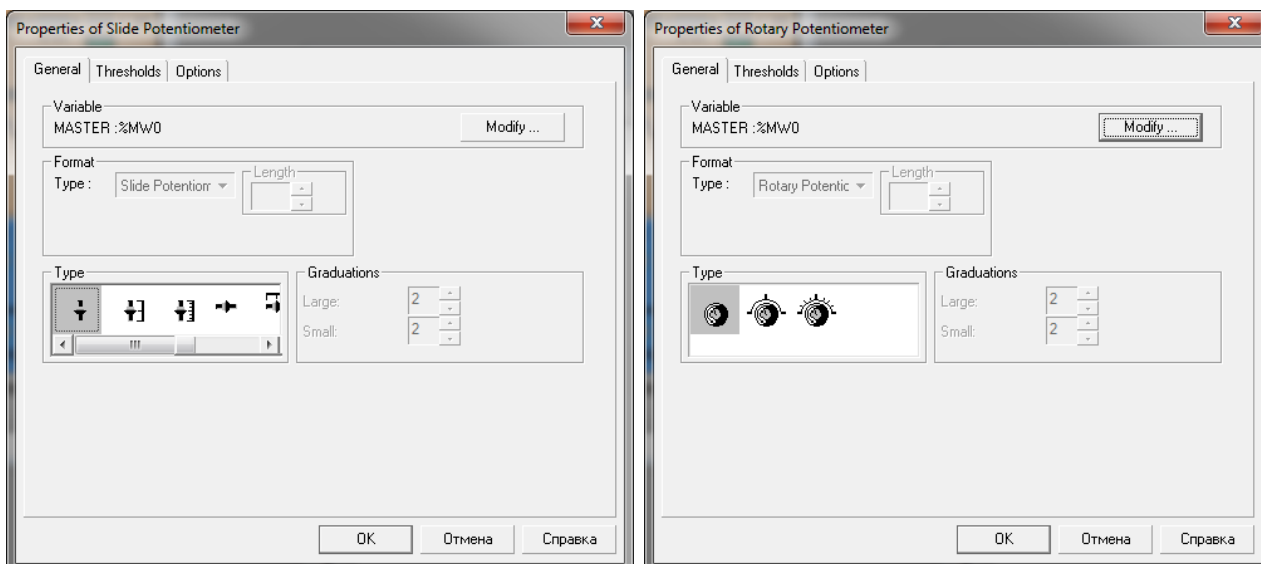 Properties of Slide Potentiometer
General Thresholds Options
Variable
MASTER :%MW0
Modify ...
Format
Type :
Slide Potentiom
Length
Type
Graduations
Large:
2
Small:
2
OK
Отмена
Справка
Properties of Rotary Potentiometer
General Thresholds Options
Variable
MASTER :%MW0
Modify ...
Format
Type :
Rotary Potentic
Length
Type
Graduations
Large:
2
Small:
2
OK
Отмена
Справка